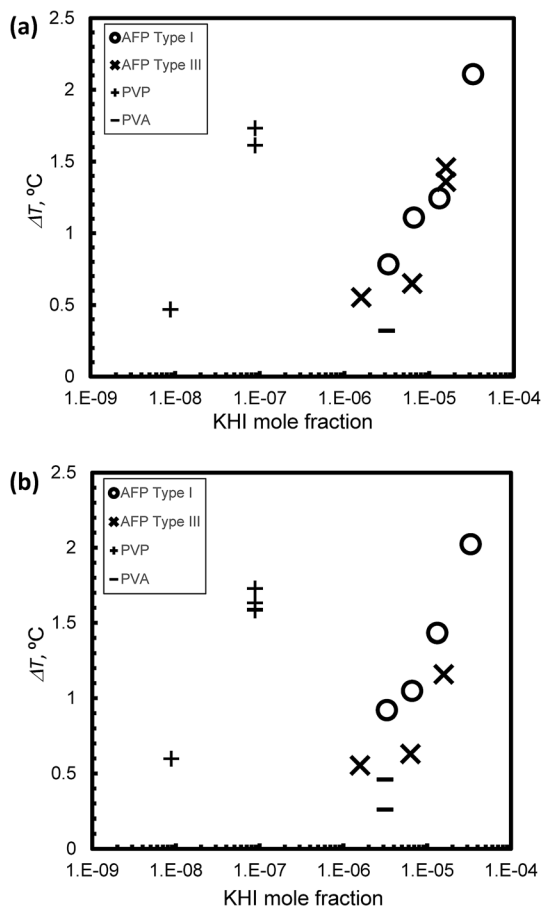 (a)
AFP Type I
AFP Type III
PVP
PVA
2.5
2
1.5
1
0.5
0
ΔT, ºC
1.E-09 1.E-08 1.E-07 1.E-06 1.E-05 1.E-04
KHI mole fraction
(b)
AFP Type I
AFP Type III
PVP
PVA
2.5
2
1.5
1
0.5
0
ΔT, ºC
1.E-09 1.E-08 1.E-07 1.E-06 1.E-05 1.E-04
KHI mole fraction